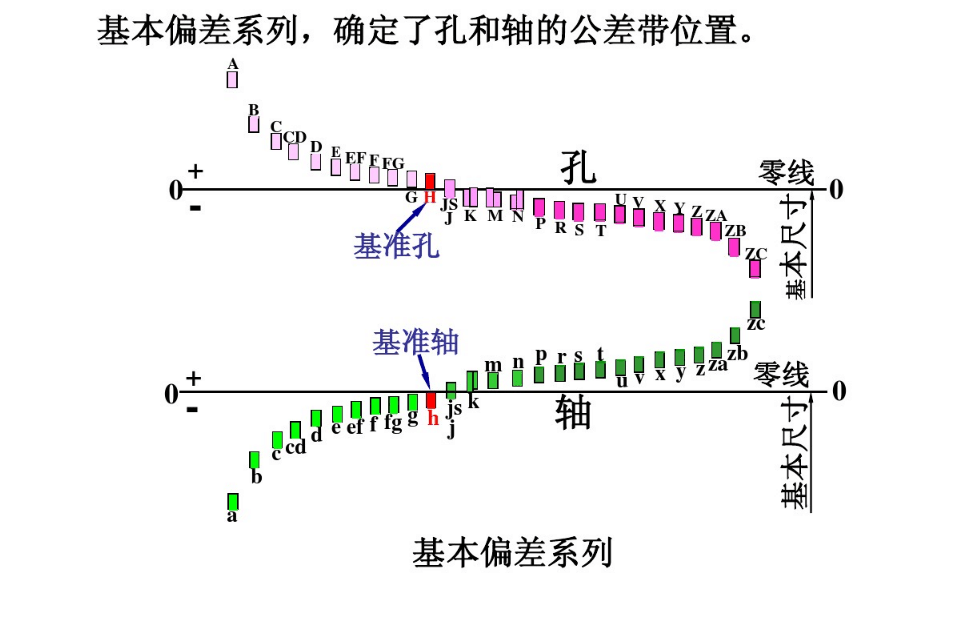 基本偏差系列，确定了孔和轴的公差带位置。
A
B
C
CD
D
E
EF
F
FG
G
H
JS
J
K
M
N
P
R
S
T
U
V
X
Y
Z
ZA
ZB
ZC
孔
零线
+
0
-
0
基准孔
基本尺寸
基准轴
zc
zb
za
z
y
x
v
u
t
s
r
p
n
m
k
js
j
h
g
fg
f
ef
e
d
cd
c
b
a
+
0
-
零线
0
轴
基本尺寸
基本偏差系列